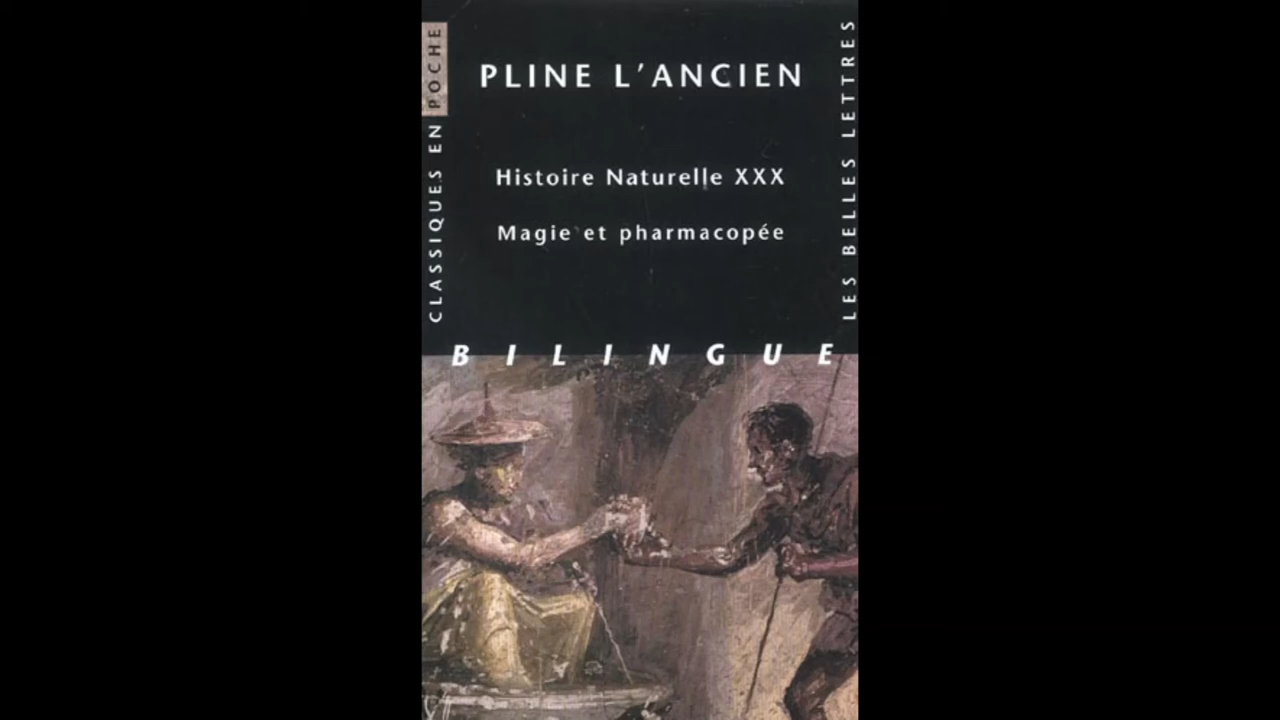 PLINE L'ANCIEN
Histoire Naturelle XXX
Magie et pharmacopée
CLASSIQUES EN POCHE
LES BELLES LETTRES
BILINGUE